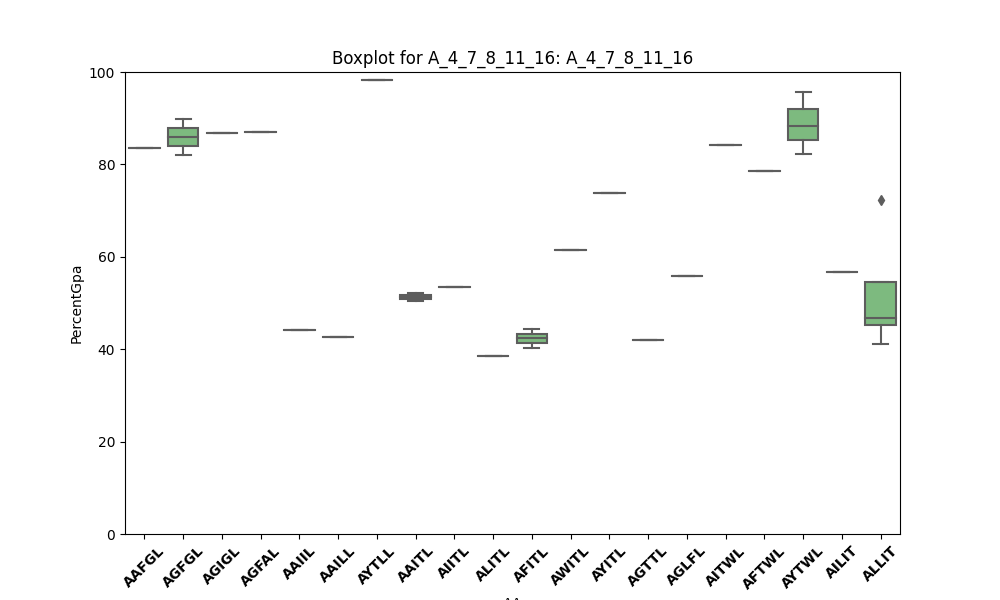 Boxplot for A_4_7_8_11_16: A_4_7_8_11_16
100
80
60
40
20
0
PercentGpa
AAFGL
AGFGL
AGIGL
AGFAL
AAIIL
AAILL
AYTLL
AAITL
AIITL
ALITL
AFITL
AWITL
AYITL
AGTTL
AGLFL
AITWL
AFTWL
AYTWL
AILIT
ALLIT